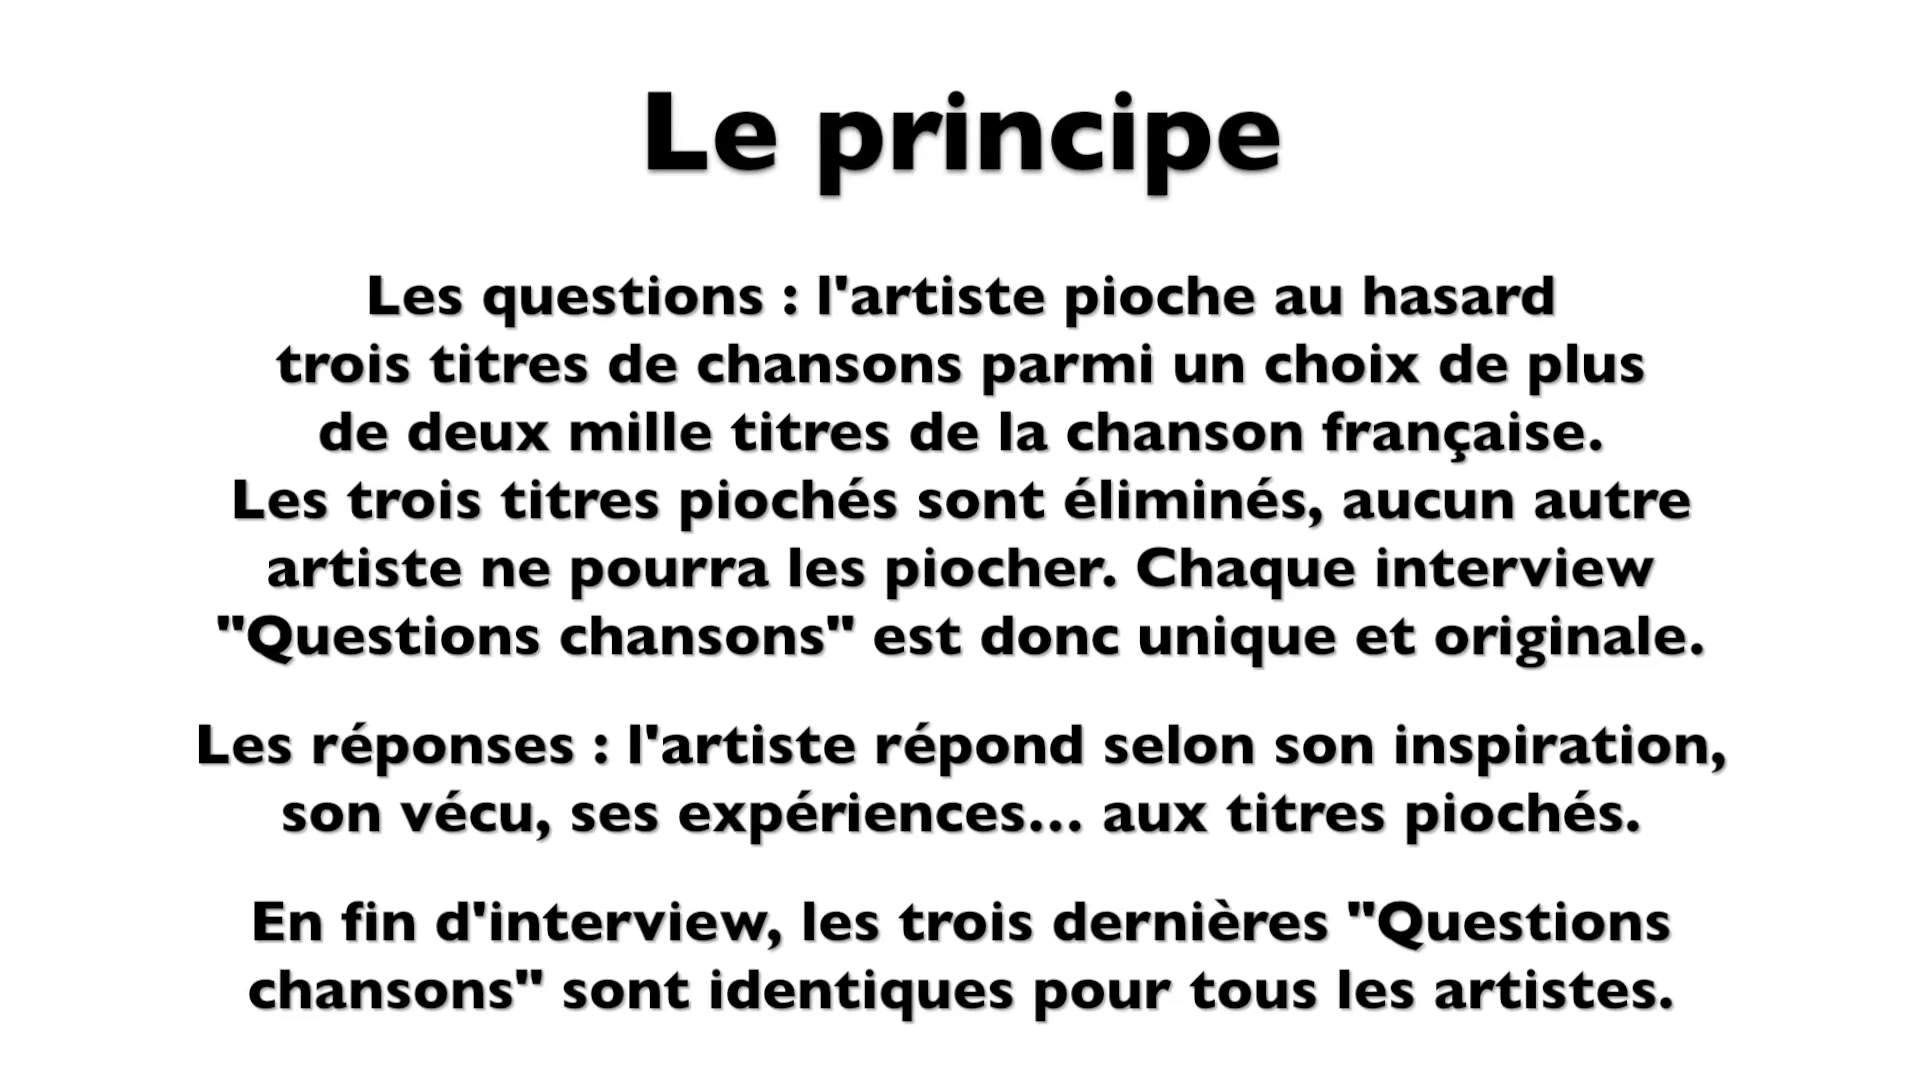 Le principe
Les questions : l'artiste pioche au hasard
trois titres de chansons parmi un choix de plus
de deux mille titres de la chanson française.
Les trois titres piochés sont éliminés, aucun autre
artiste ne pourra les piocher. Chaque interview
"Questions chansons" est donc unique et originale.
Les réponses : l'artiste répond selon son inspiration,
son vécu, ses expériences… aux titres piochés.
En fin d'interview, les trois dernières "Questions
chansons" sont identiques pour tous les artistes.